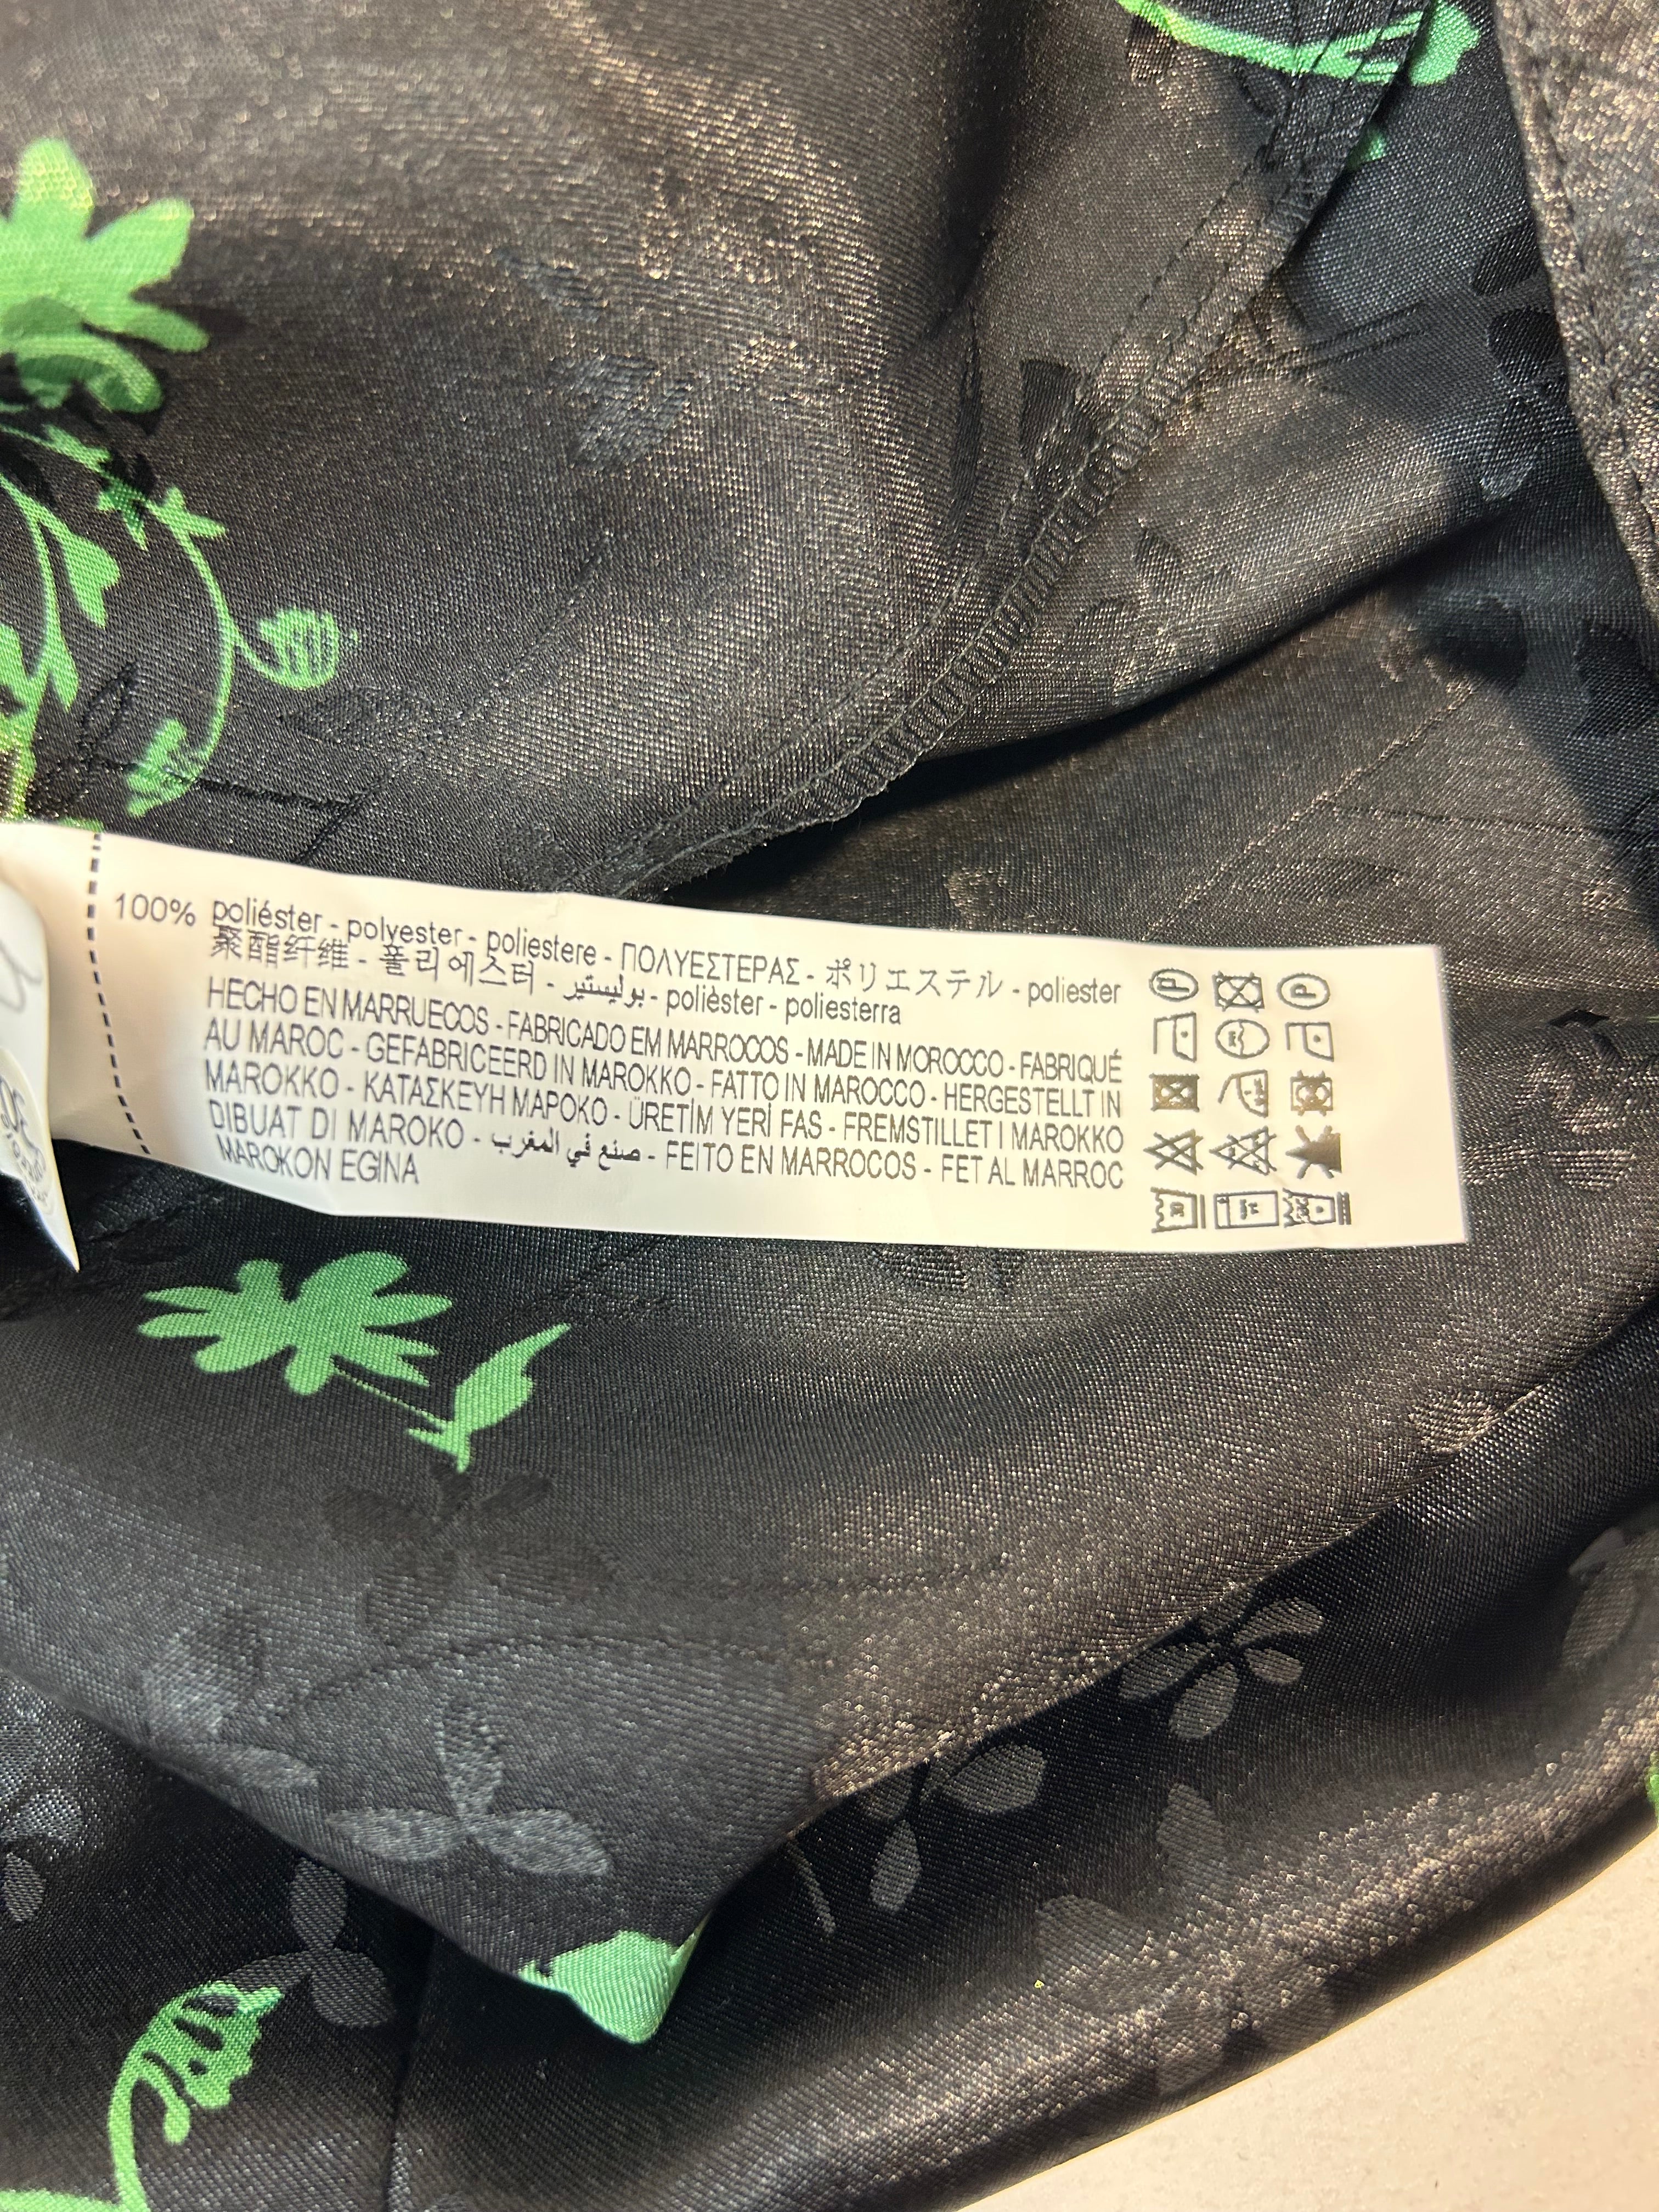 100% poliéster - polyester - poliestere - ΠΟΛΥΕΣΤΕΡΑΣ - ポリエステル - poliester
聚酯纤维 - 폴리에스터 - بوليستير - polièster - poliesterra
HECHO EN MARRUECOS - FABRICADO EM MARROCOS - MADE IN MOROCCO - FABRIQUÉ
AU MAROC - GEFABRICEERD IN MAROKKO - FATTO IN MAROCCO - HERGESTELLT IN
MAROKKO - ΚΑΤΑΣΚΕΥΗ ΜΑΡΟΚΟ - ÜRETİM YERİ FAS - FREMSTILLET I MAROKKO
DIBUAT DI MAROKO - صنع في المغرب - FEITO EN MARROCOS - FET AL MARROC
MAROKON EGINA